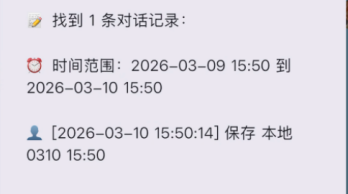 📝 找到 1 条对话记录：
⏰ 时间范围：2026-03-09 15:50 到
2026-03-10 15:50
👤 [2026-03-10 15:50:14] 保存 本地
0310 15:50